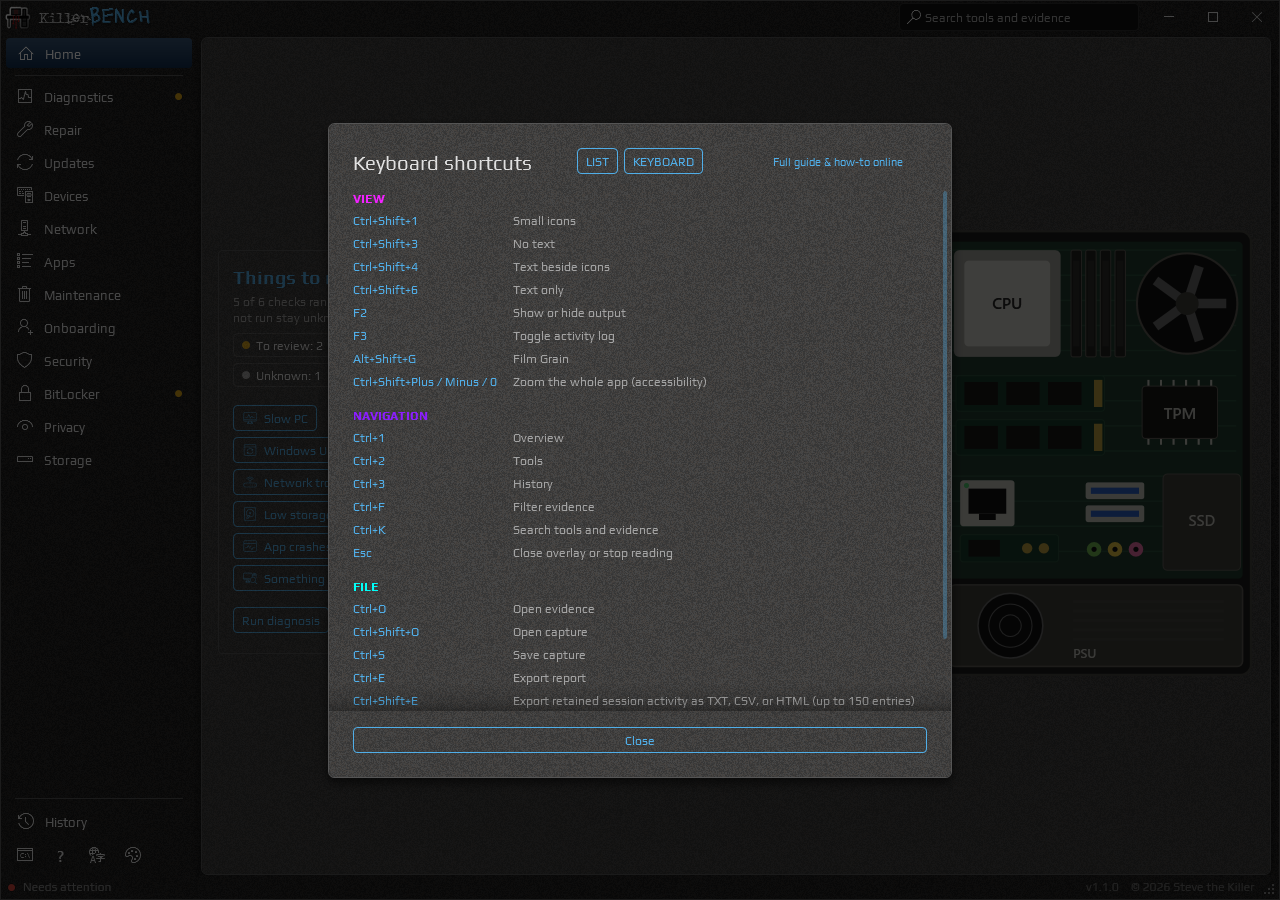 KillerBENCH
Search tools and evidence
Home
Diagnostics
Repair
Updates
Devices
Network
Apps
Maintenance
Onboarding
Security
BitLocker
Privacy
Storage
History
C:\
?
Needs attention
v1.1.0 © 2026 Steve the Killer
Things to
5 of 6 checks ran
not run stay unkn
To review: 2
Unknown: 1
Slow PC
Windows U
Network tro
Low storage
App crashes
Something
Run diagnosis
Keyboard shortcuts
LIST
KEYBOARD
Full guide & how-to online
VIEW
Ctrl+Shift+1 Small icons
Ctrl+Shift+3 No text
Ctrl+Shift+4 Text beside icons
Ctrl+Shift+6 Text only
F2 Show or hide output
F3 Toggle activity log
Alt+Shift+G Film Grain
Ctrl+Shift+Plus / Minus / 0 Zoom the whole app (accessibility)
NAVIGATION
Ctrl+1 Overview
Ctrl+2 Tools
Ctrl+3 History
Ctrl+F Filter evidence
Ctrl+K Search tools and evidence
Esc Close overlay or stop reading
FILE
Ctrl+O Open evidence
Ctrl+Shift+O Open capture
Ctrl+S Save capture
Ctrl+E Export report
Ctrl+Shift+E Export retained session activity as TXT, CSV, or HTML (up to 150 entries)
Close
CPU
TPM
SSD
PSU